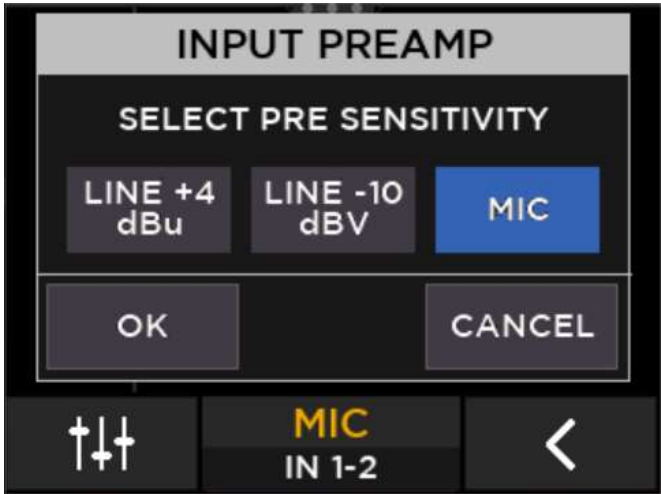 INPUT PREAMP
SELECT PRE SENSITIVITY
LINE +4
dBu
LINE -10
dBV
MIC
OK
CANCEL
MIC
IN 1-2